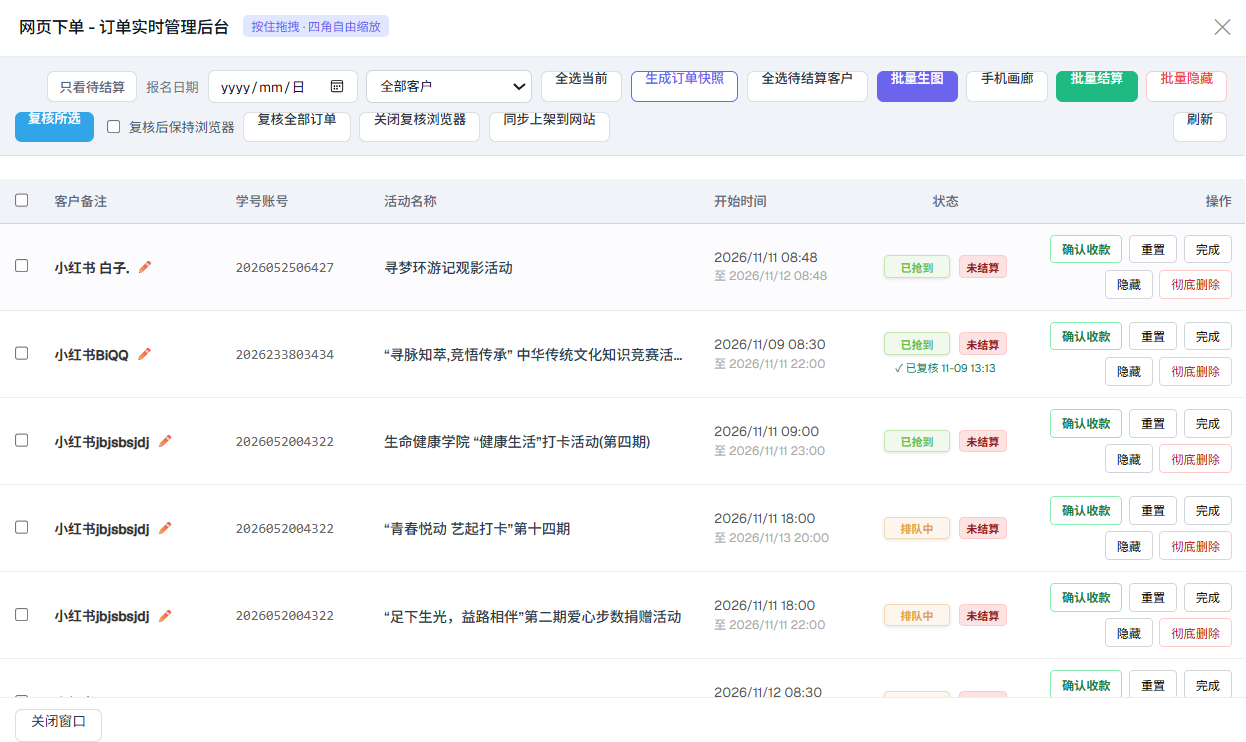 网页下单 - 订单实时管理后台 按住拖拽 · 四角自由缩放
只看待结算 报名日期 yyyy/mm/日 全部客户 全选当前 生成订单快照 全选待结算客户 批量生图 手机画廊 批量结算 批量隐藏
复核所选 复核后保持浏览器 复核全部订单 关闭复核浏览器 同步上架到网站 刷新
客户备注 学号账号 活动名称 开始时间 状态 操作
小红书 白子. 2026052506427 寻梦环游记观影活动 2026/11/11 08:48 已抢到 未结算 确认收款 重置 完成
至 2026/11/12 08:48 隐藏 彻底删除
小红书BiQQ 2026233803434 “寻脉知萃,竞悟传承” 中华传统文化知识竞赛活... 2026/11/09 08:30 已抢到 未结算 确认收款 重置 完成
至 2026/11/11 22:00 ✓已复核 11-09 13:13 隐藏 彻底删除
小红书jbjsbsjdj 2026052004322 生命健康学院 “健康生活”打卡活动(第四期) 2026/11/11 09:00 已抢到 未结算 确认收款 重置 完成
至 2026/11/11 23:00 隐藏 彻底删除
小红书jbjsbsjdj 2026052004322 “青春悦动 艺起打卡”第十四期 2026/11/11 18:00 排队中 未结算 确认收款 重置 完成
至 2026/11/13 20:00 隐藏 彻底删除
小红书jbjsbsjdj 2026052004322 “足下生光，益路相伴”第二期爱心步数捐赠活动 2026/11/11 18:00 排队中 未结算 确认收款 重置 完成
至 2026/11/11 22:00 隐藏 彻底删除
2026/11/12 08:30 确认收款 重置 完成
关闭窗口